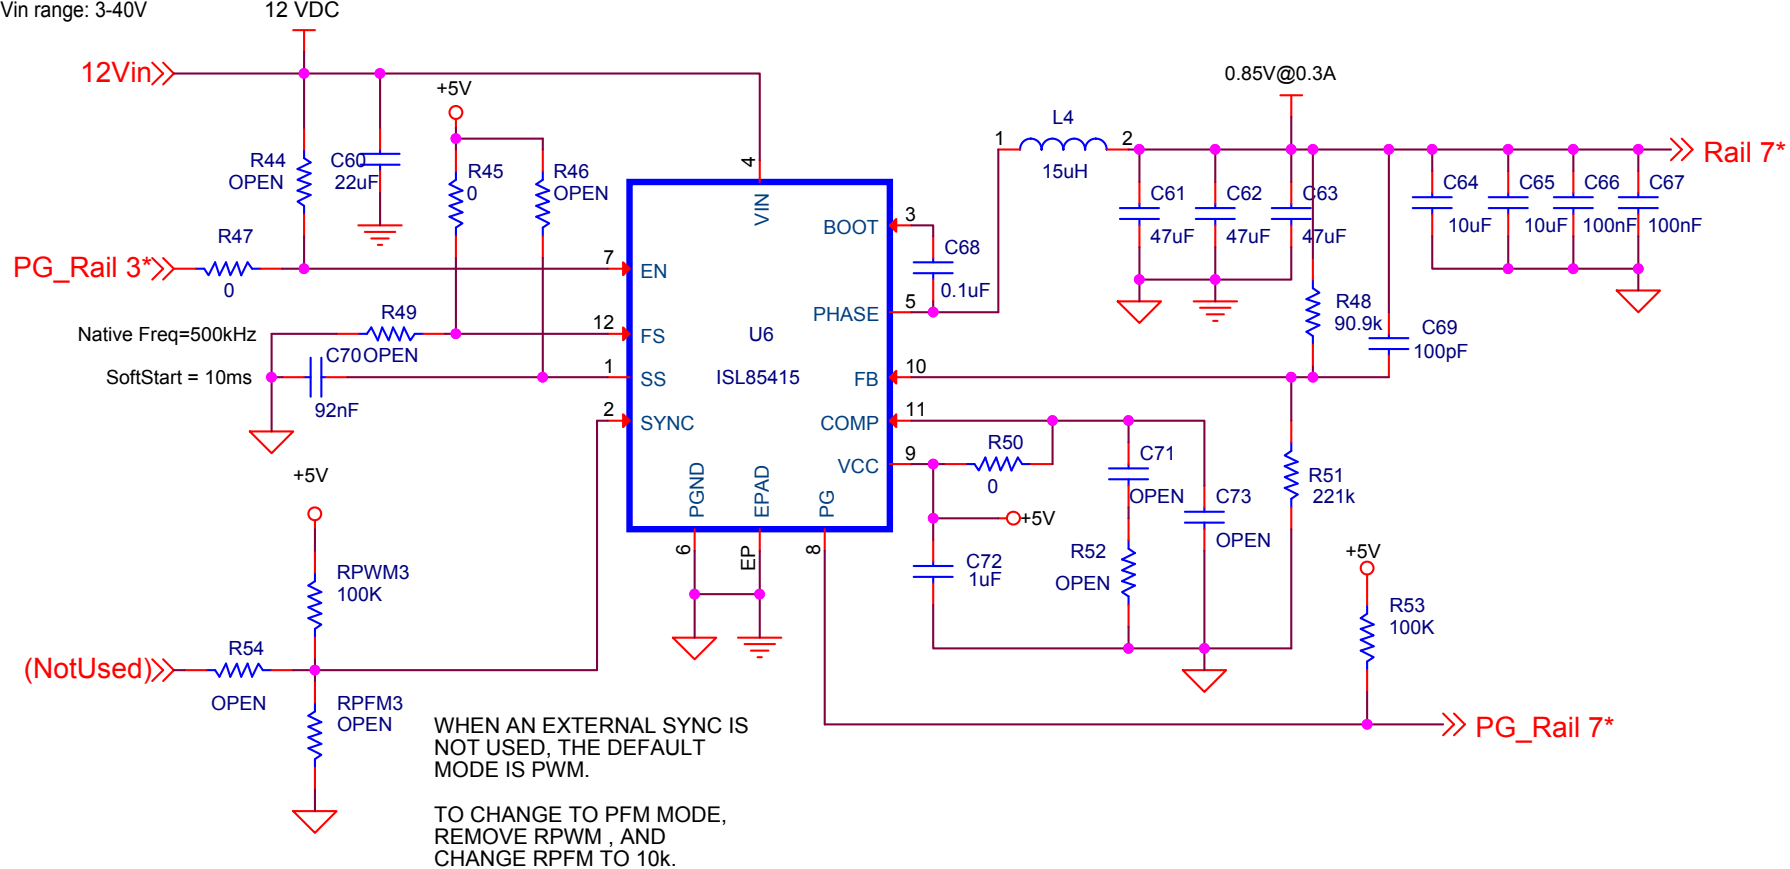 Vin range: 3-40V
12 VDC
12Vin
+5V
R44
OPEN
C60
22uF
R45
0
R46
OPEN
R47
0
PG_Rail 3*
R49
OPEN
Native Freq=500kHz
C70
92nF
SoftStart = 10ms
4
VIN
7
EN
12
FS
1
SS
2
SYNC
U6
ISL85415
BOOT
3
PHASE
5
FB
10
COMP
11
VCC
9
PGND
6
EPAD
EP
PG
8
C68
0.1uF
1
L4
2
15uH
0.85V@0.3A
Rail 7*
C61
47uF
C62
47uF
C63
47uF
C64
10uF
C65
10uF
C66
100nF
C67
100nF
R48
90.9k
C69
100pF
R50
0
+5V
C71
OPEN
C73
OPEN
C72
1uF
R52
OPEN
R51
221k
+5V
R53
100K
PG_Rail 7*
+5V
RPWM3
100K
(NotUsed)
R54
OPEN
RPFM3
OPEN
WHEN AN EXTERNAL SYNC IS
NOT USED, THE DEFAULT
MODE IS PWM.
TO CHANGE TO PFM MODE,
REMOVE RPWM , AND
CHANGE RPFM TO 10k.